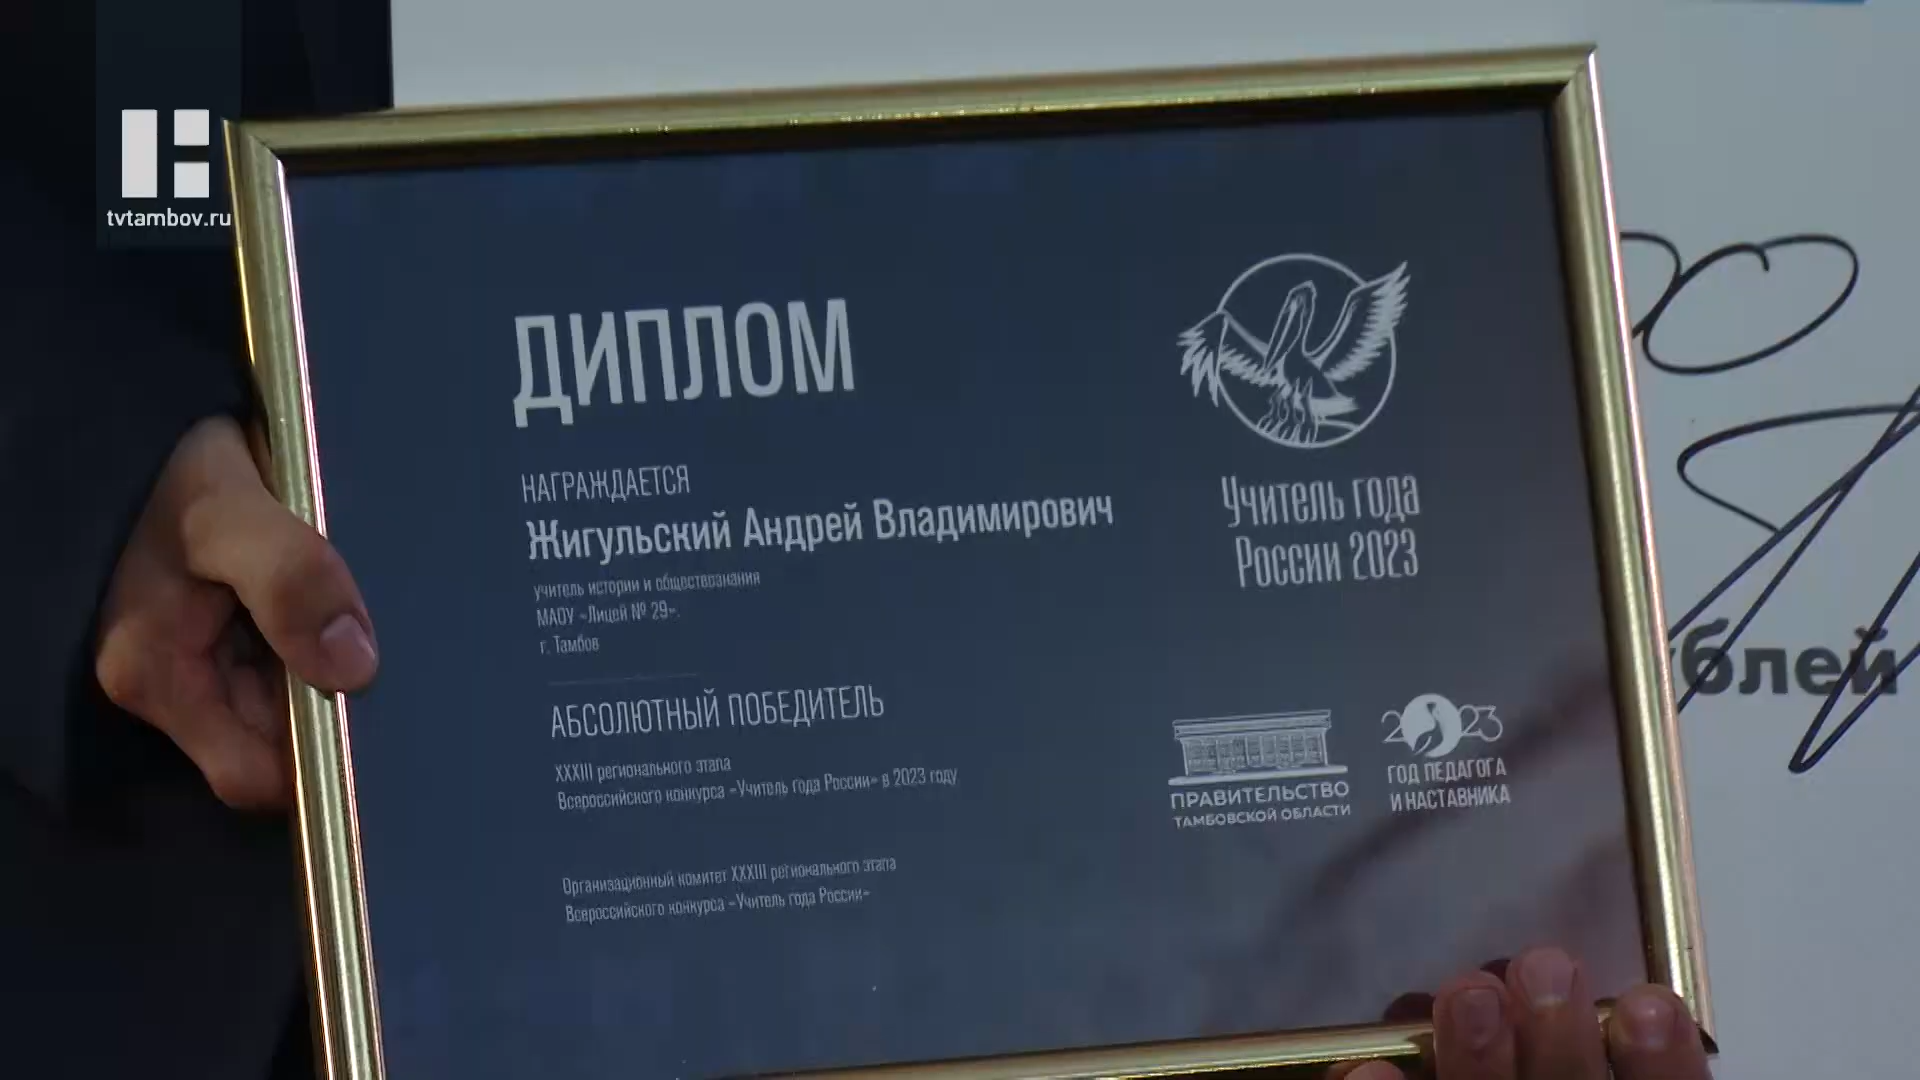 tvtambov.ru
ДИПЛОМ
НАГРАЖДАЕТСЯ
Жигульский Андрей Владимирович
учитель истории и обществознания
МАОУ «Лицей № 29»,
г. Тамбов
АБСОЛЮТНЫЙ ПОБЕДИТЕЛЬ
XXXIII регионального этапа
Всероссийского конкурса «Учитель года России» в 2023 году
Организационный комитет XXXIII регионального этапа
Всероссийского конкурса «Учитель года России»
Учитель года
России 2023
ПРАВИТЕЛЬСТВО
ТАМБОВСКОЙ ОБЛАСТИ
2023
ГОД ПЕДАГОГА
И НАСТАВНИКА